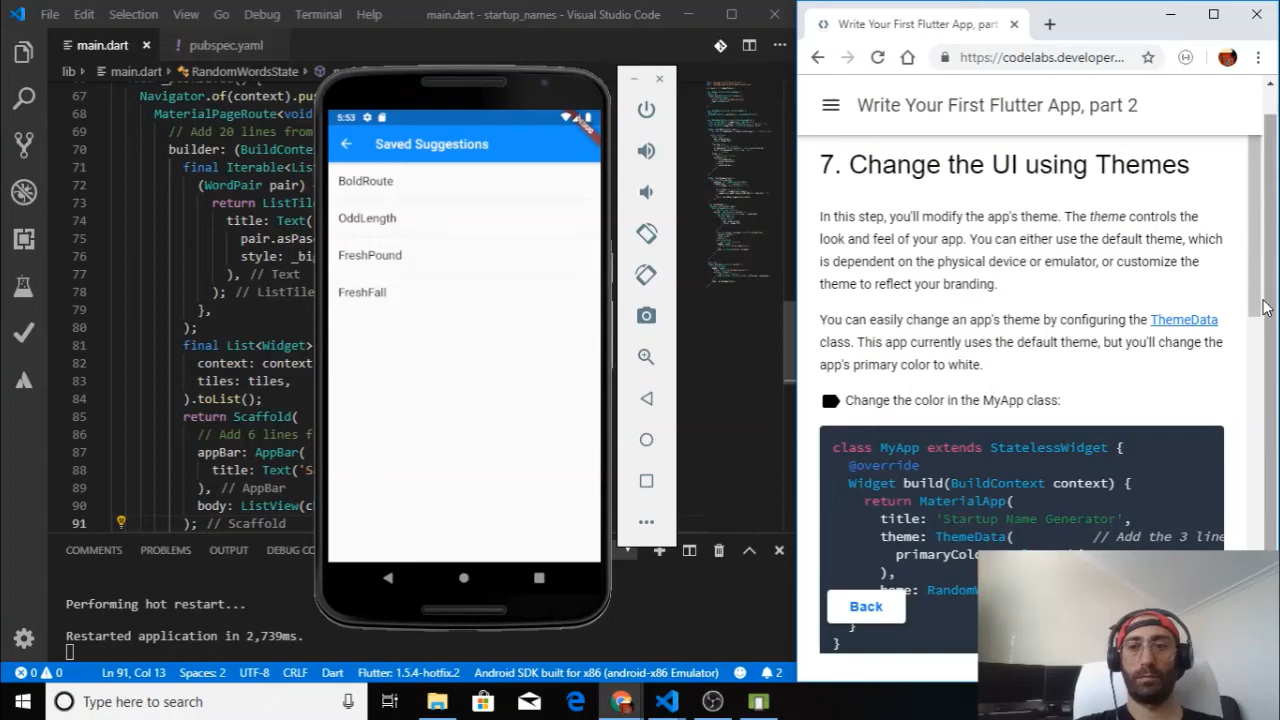 File Edit Selection View Go Debug Terminal Help main.dart - startup_names - Visual Studio Code
main.dart pubspec.yaml
lib main.dart RandomWordsState
67 Navigator.of(context).pus
68 MaterialPageRoute<void
69 // Add 20 lines from
70 builder: (BuildConte
71 final Iterable<List
72 (WordPair pair) {
73 return ListTile
74 title: Text(
75 pair.asPasc
76 style: _big
77 ), // Text
78 ); // ListTile
79 },
80 );
81 final List<Widget>
82 context: context
83 tiles: tiles,
84 ).toList();
85 return Scaffold(
86 // Add 6 lines f
87 appBar: AppBar(
88 title: Text('S
89 ), // AppBar
90 body: ListView(c
91 ); // Scaffold
COMMENTS PROBLEMS OUTPUT DEBUG CO
Performing hot restart...
Restarted application in 2,739ms.
0 0 Ln 91, Col 13 Spaces: 2 UTF-8 CRLF Dart Flutter: 1.5.4-hotfix.2 Android SDK built for x86 (android-x86 Emulator) 2
5:53
Saved Suggestions
BoldRoute
OddLength
FreshPound
FreshFall
Write Your First Flutter App, part
https://codelabs.developer...
Write Your First Flutter App, part 2
7. Change the UI using Themes
In this step, you'll modify the app's theme. The theme controls the
look and feel of your app. You can either use the default theme, which
is dependent on the physical device or emulator, or customize the
theme to reflect your branding.
You can easily change an app's theme by configuring the ThemeData
class. This app currently uses the default theme, but you'll change the
app's primary color to white.
Change the color in the MyApp class:
class MyApp extends StatelessWidget {
@override
Widget build(BuildContext context) {
return MaterialApp(
title: 'Startup Name Generator',
theme: ThemeData( // Add the 3 line
primaryColo
),
home: RandomW
}
}
Back
Type here to search